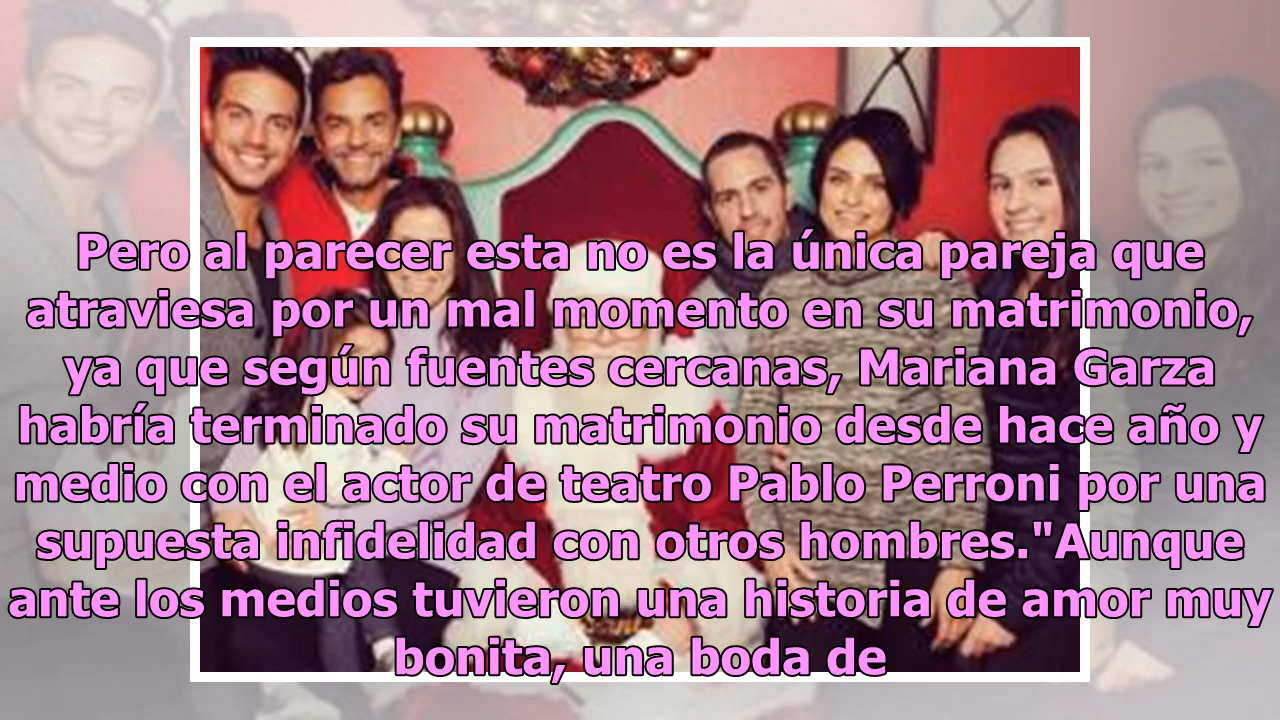 Pero al parecer esta no es la única pareja que
atraviesa por un mal momento en su matrimonio,
ya que según fuentes cercanas, Mariana Garza
habría terminado su matrimonio desde hace año y
medio con el actor de teatro Pablo Perroni por una
supuesta infidelidad con otros hombres."Aunque
ante los medios tuvieron una historia de amor muy
bonita, una boda de